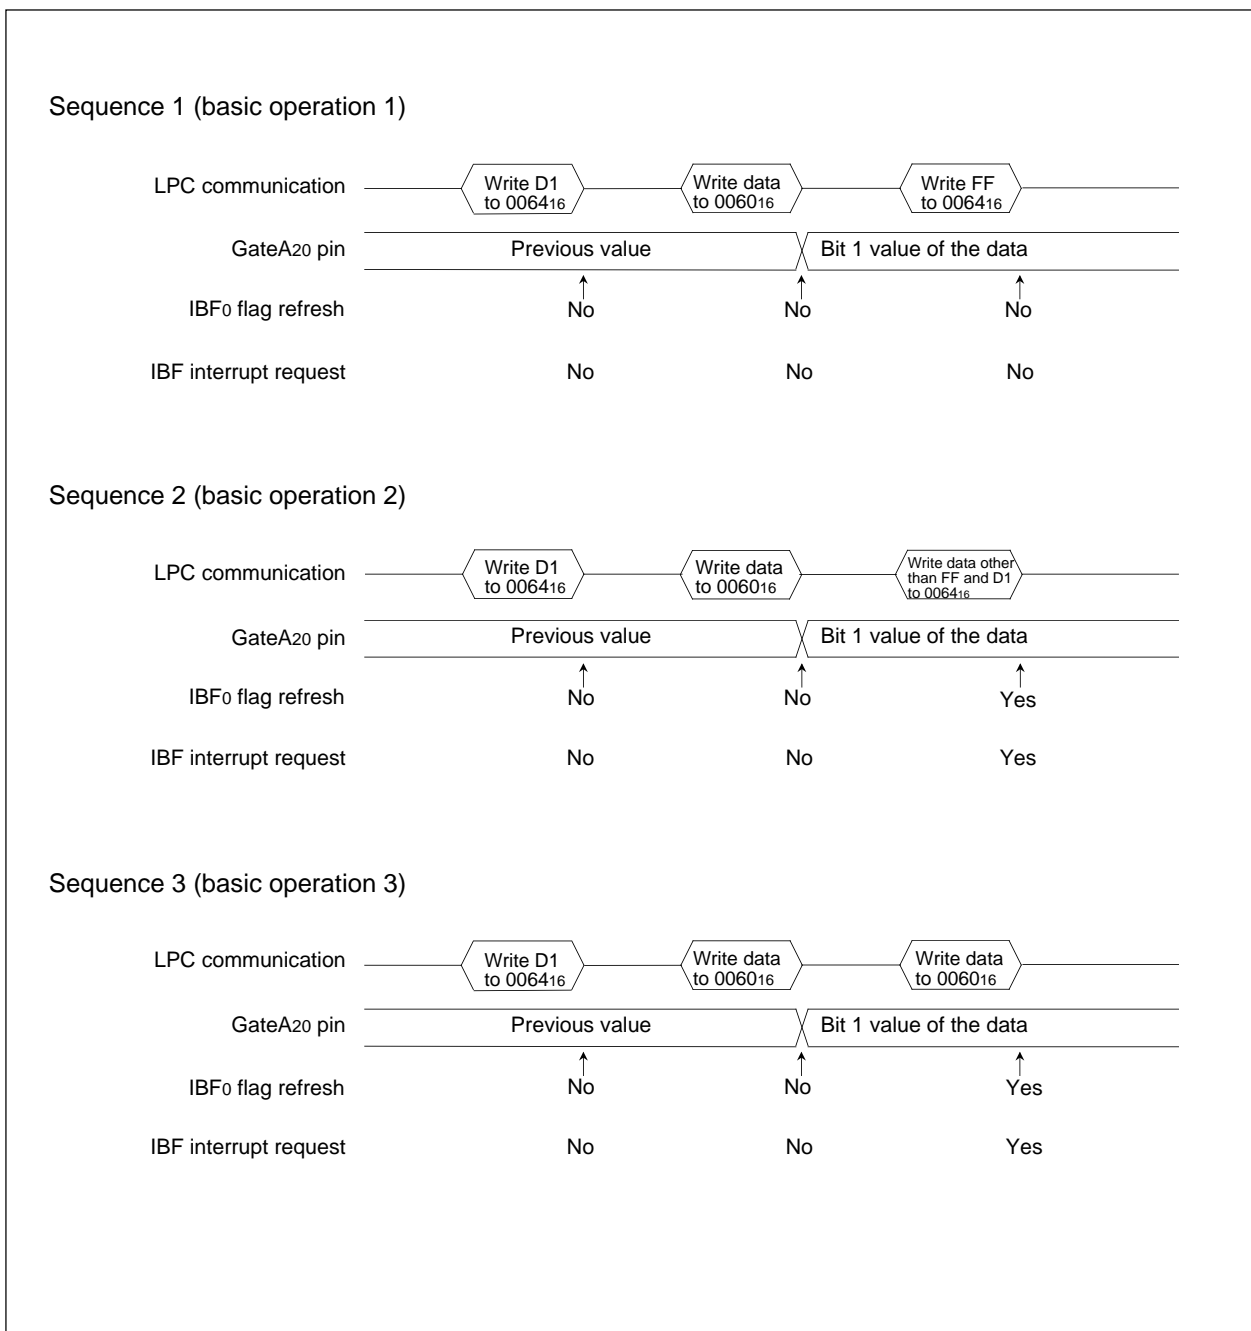 Sequence 1 (basic operation 1)
LPC communication
Write D1
to 006416
Write data
to 006016
Write FF
to 006416
GateA20 pin
Previous value
Bit 1 value of the data
IBF0 flag refresh
No
No
No
IBF interrupt request
No
No
No
Sequence 2 (basic operation 2)
LPC communication
Write D1
to 006416
Write data
to 006016
Write data other
than FF and D1
to 006416
GateA20 pin
Previous value
Bit 1 value of the data
IBF0 flag refresh
No
No
Yes
IBF interrupt request
No
No
Yes
Sequence 3 (basic operation 3)
LPC communication
Write D1
to 006416
Write data
to 006016
Write data
to 006016
GateA20 pin
Previous value
Bit 1 value of the data
IBF0 flag refresh
No
No
Yes
IBF interrupt request
No
No
Yes